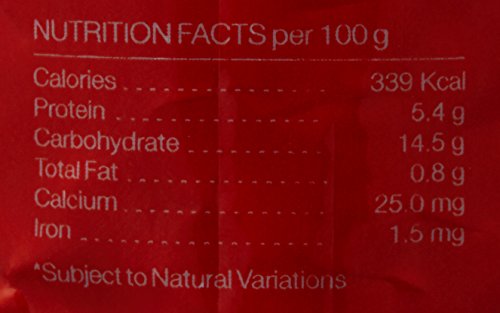 NUTRITION FACTS per 100 g
Calories 339 Kcal
Protein 5.4 g
Carbohydrate 14.5 g
Total Fat 0.8 g
Calcium 25.0 mg
Iron 1.5 mg
*Subject to Natural Variations